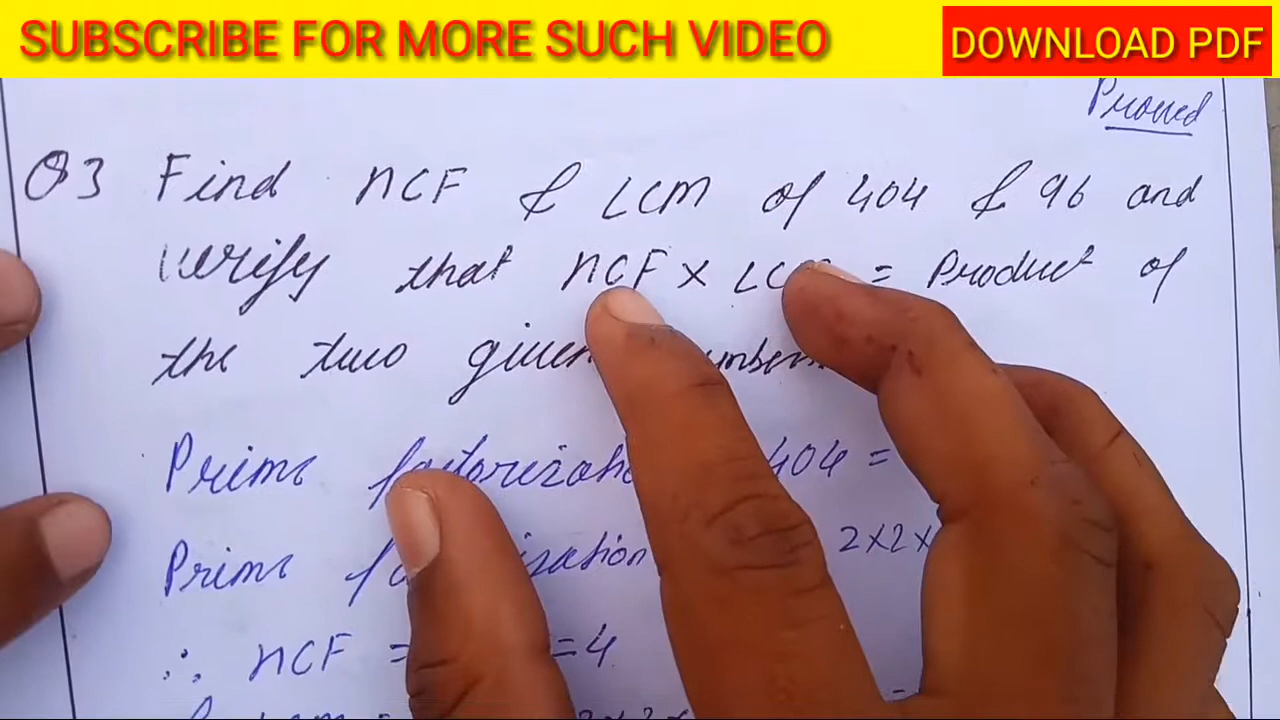 SUBSCRIBE FOR MORE SUCH VIDEO
DOWNLOAD PDF
Proved
Q3 Find HCF & LCM of 404 & 96 and
verify that HCF × LC = Product of
the two given
Prime 404 =
Prime 2×2×
∴ HCF = =4